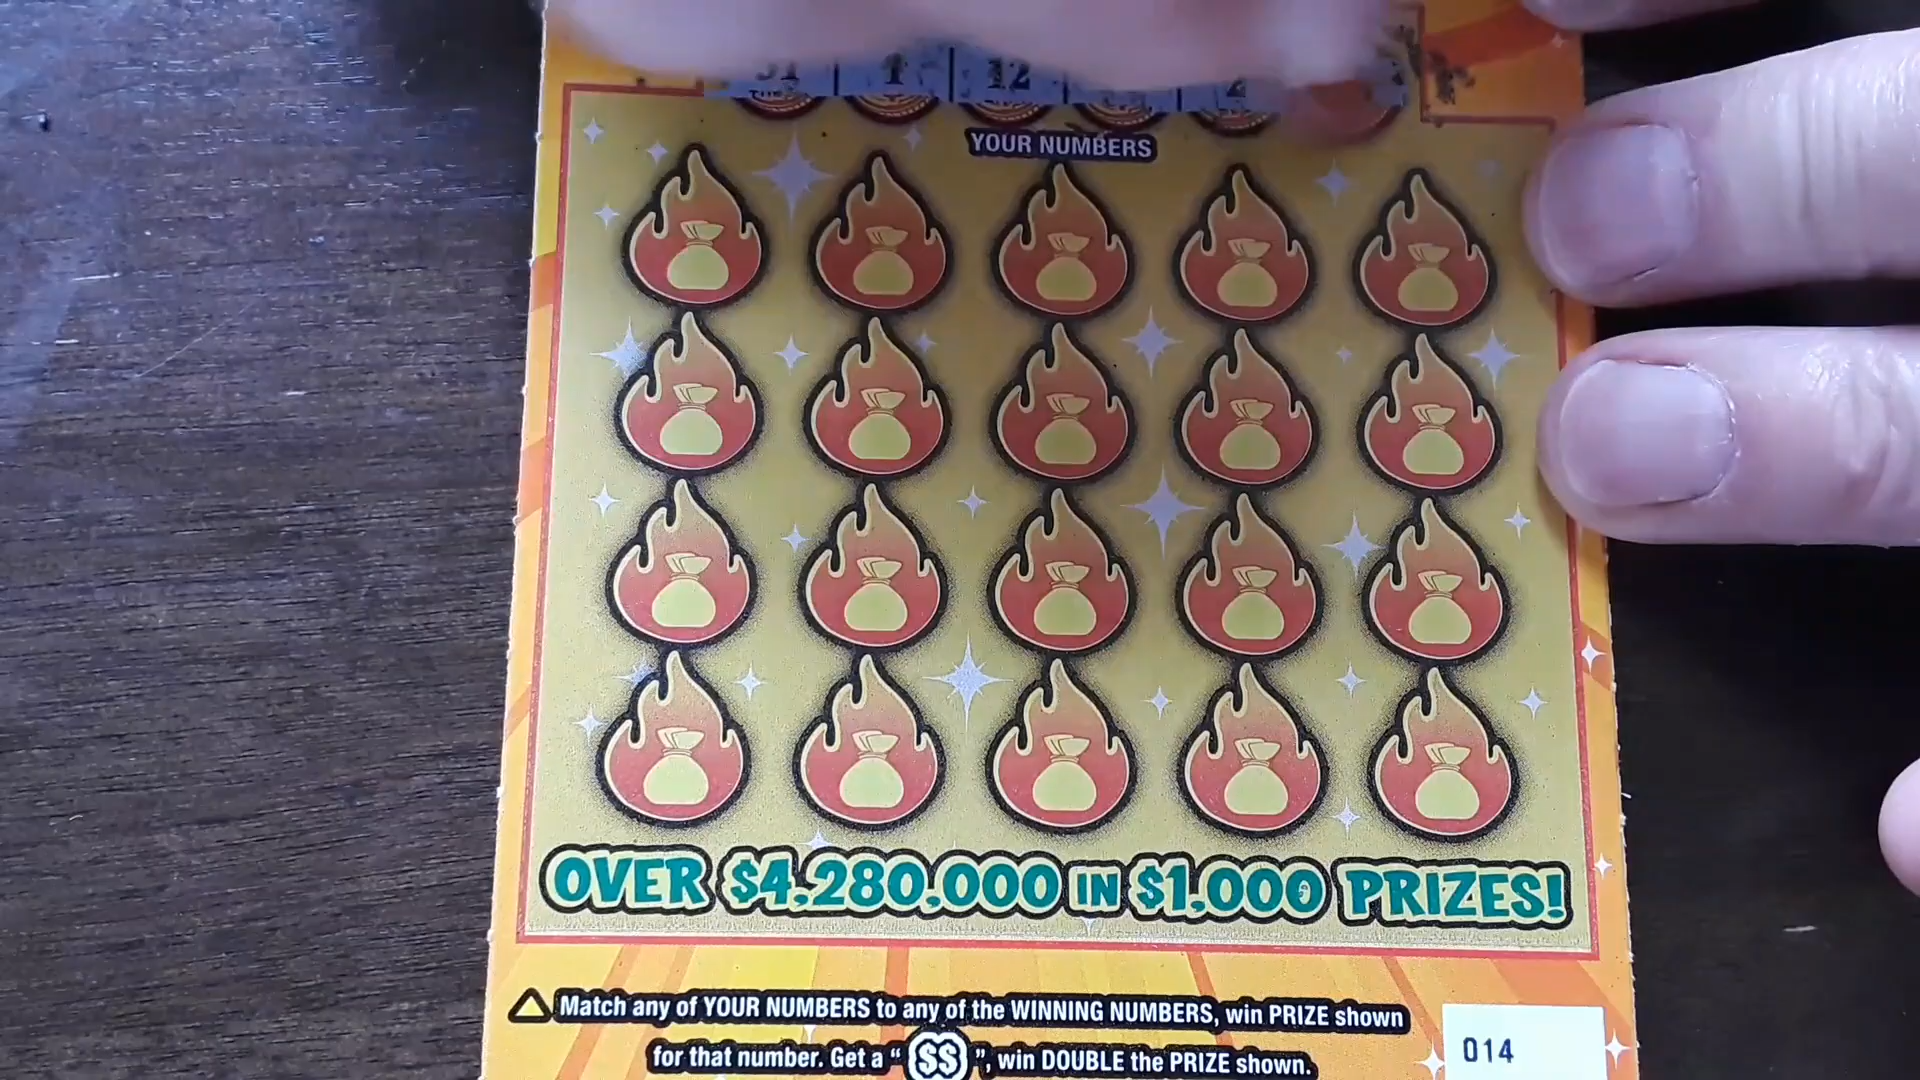 1 12
YOUR NUMBERS
OVER $4,280,000 IN $1,000 PRIZES!
Match any of YOUR NUMBERS to any of the WINNING NUMBERS, win PRIZE shown
for that number. Get a "$$", win DOUBLE the PRIZE shown.
014